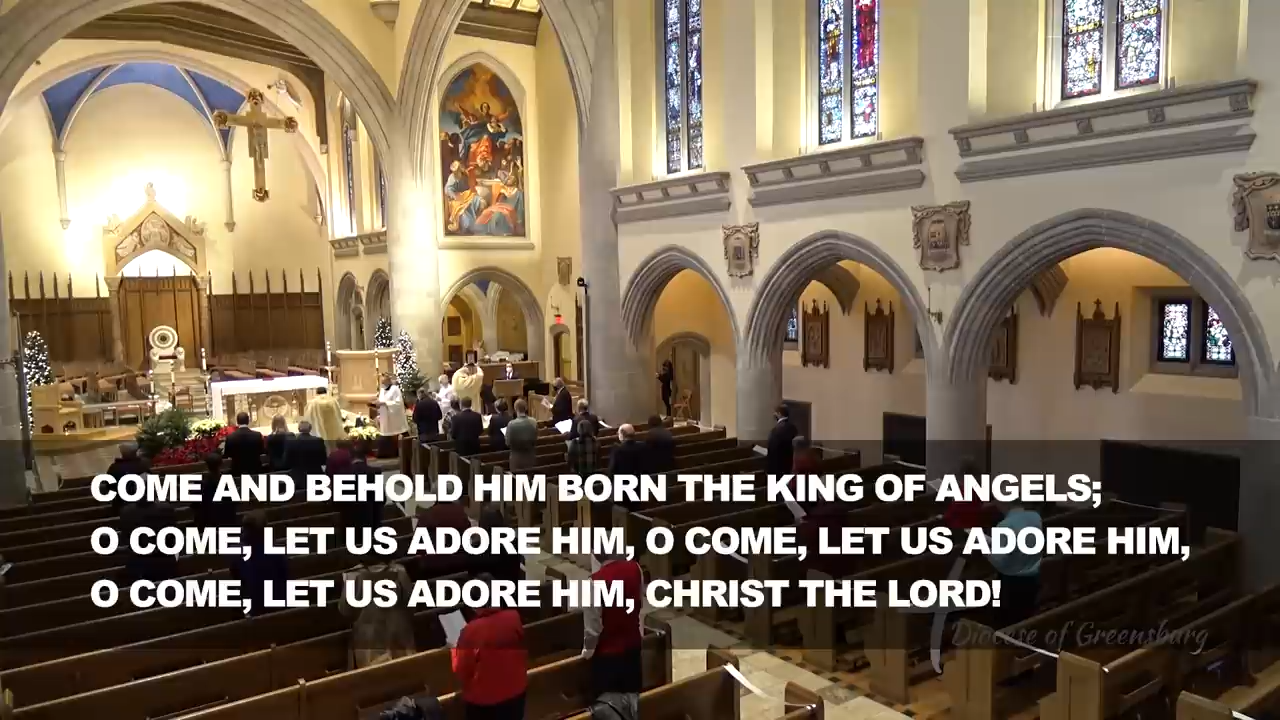 COME AND BEHOLD HIM BORN THE KING OF ANGELS;
O COME, LET US ADORE HIM, O COME, LET US ADORE HIM,
O COME, LET US ADORE HIM, CHRIST THE LORD!
Diocese of Greensburg